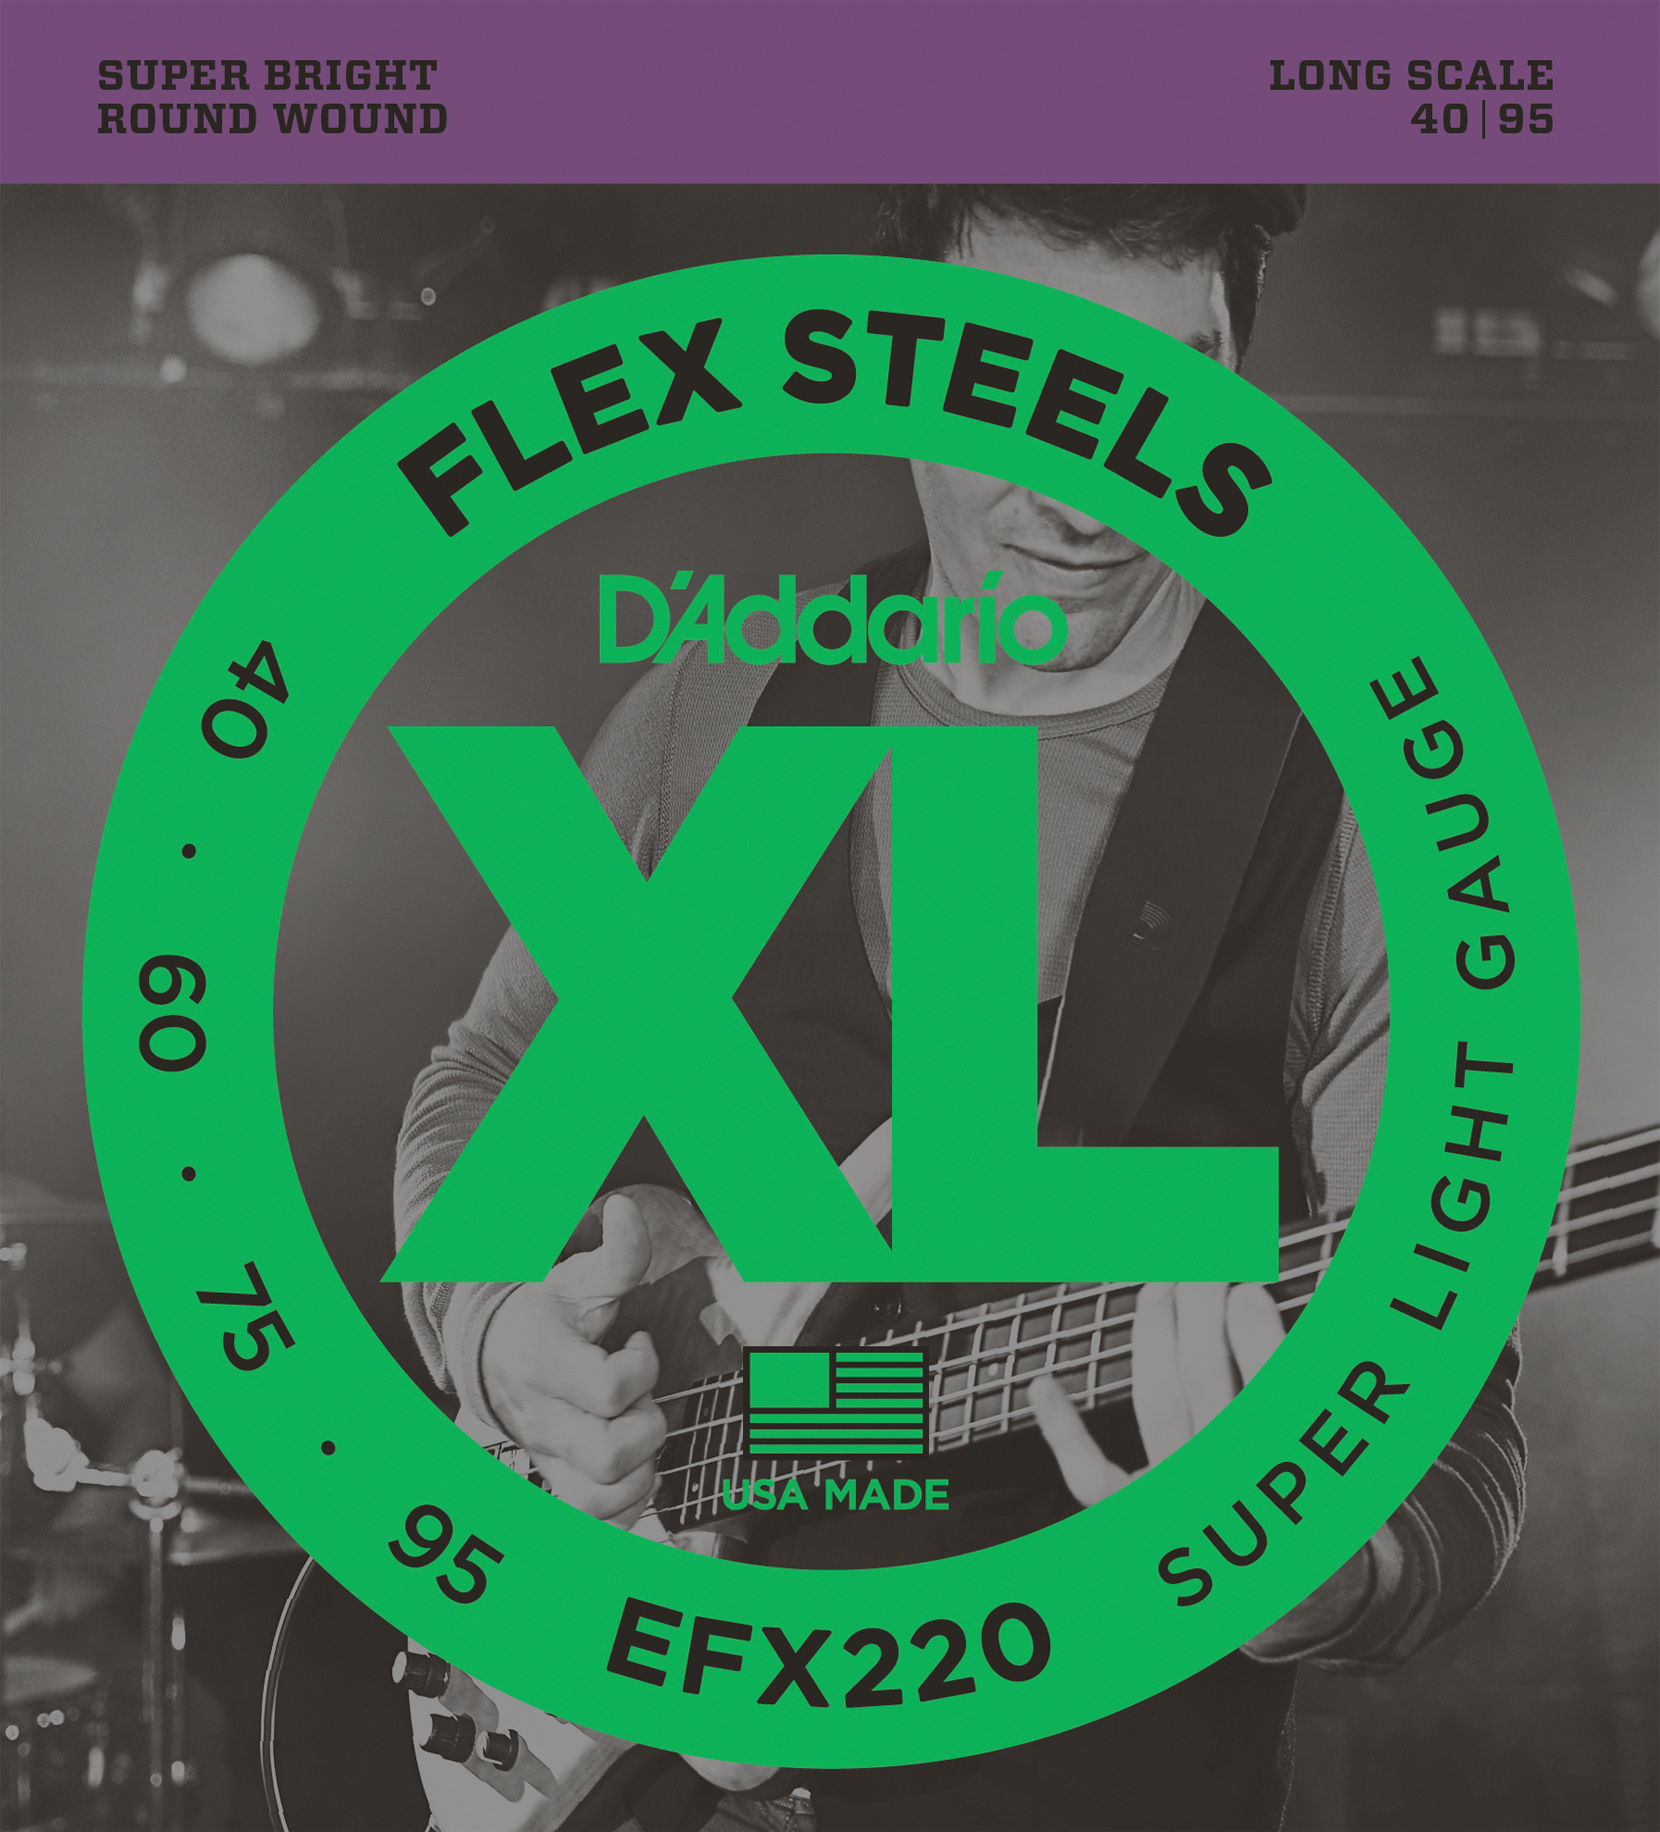 SUPER BRIGHT
ROUND WOUND
LONG SCALE
40|95
FLEX STEELS
D'Addario
XL
USA MADE
40 · 60 · 75 · 95
EFX220
SUPER LIGHT GAUGE